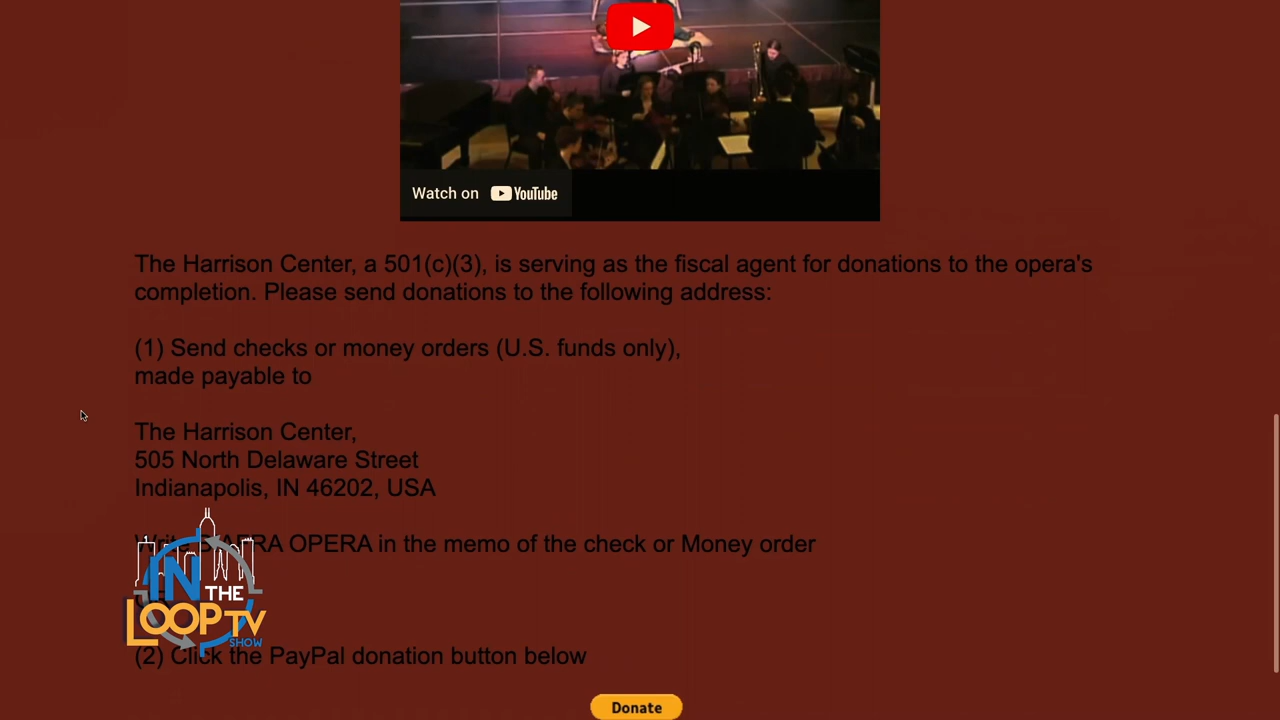 Watch on YouTube
The Harrison Center, a 501(c)(3), is serving as the fiscal agent for donations to the opera's
completion. Please send donations to the following address:
(1) Send checks or money orders (U.S. funds only),
made payable to
The Harrison Center,
505 North Delaware Street
Indianapolis, IN 46202, USA
OPERA in the memo of the check or Money order
IN
THE
LOOP TV
SHOW
(2) Click the PayPal donation button below
Donate